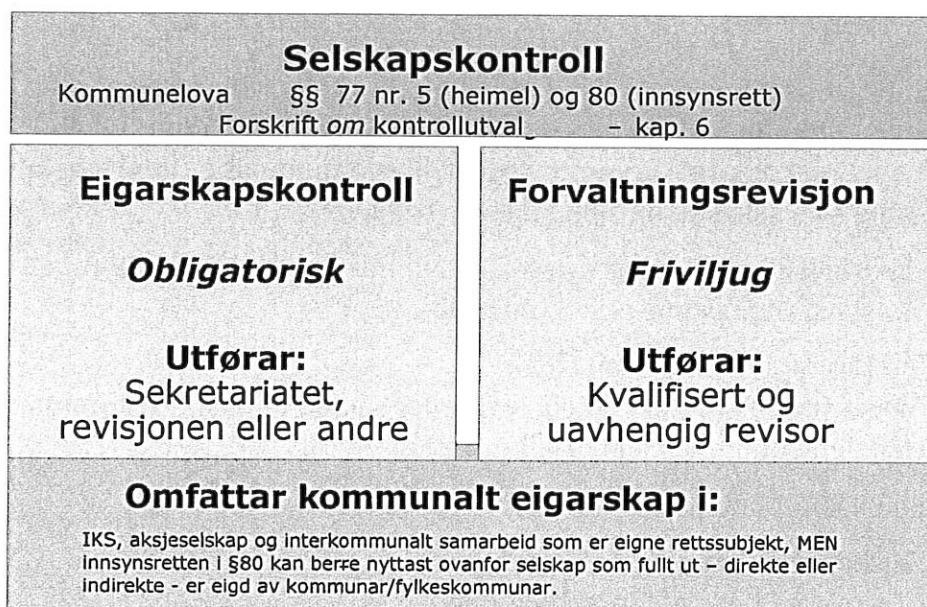 Selskapskontroll
Kommunelova §§ 77 nr. 5 (heimel) og 80 (innsynsrett)
Forskrift om kontrollutval – kap. 6
Eigarskapskontroll
Obligatorisk
Utførar:
Sekretariatet,
revisjonen eller andre
Forvaltningsrevisjon
Friviljug
Utførar:
Kvalifisert og
uavhengig revisor
Omfattar kommunalt eigarskap i:
IKS, aksjeselskap og interkommunalt samarbeid som er eigne rettssubjekt, MEN
innsynsretten i §80 kan berre nyttast ovanfor selskap som fullt ut – direkte eller
indirekte - er eigd av kommunar/fylkeskommunar.